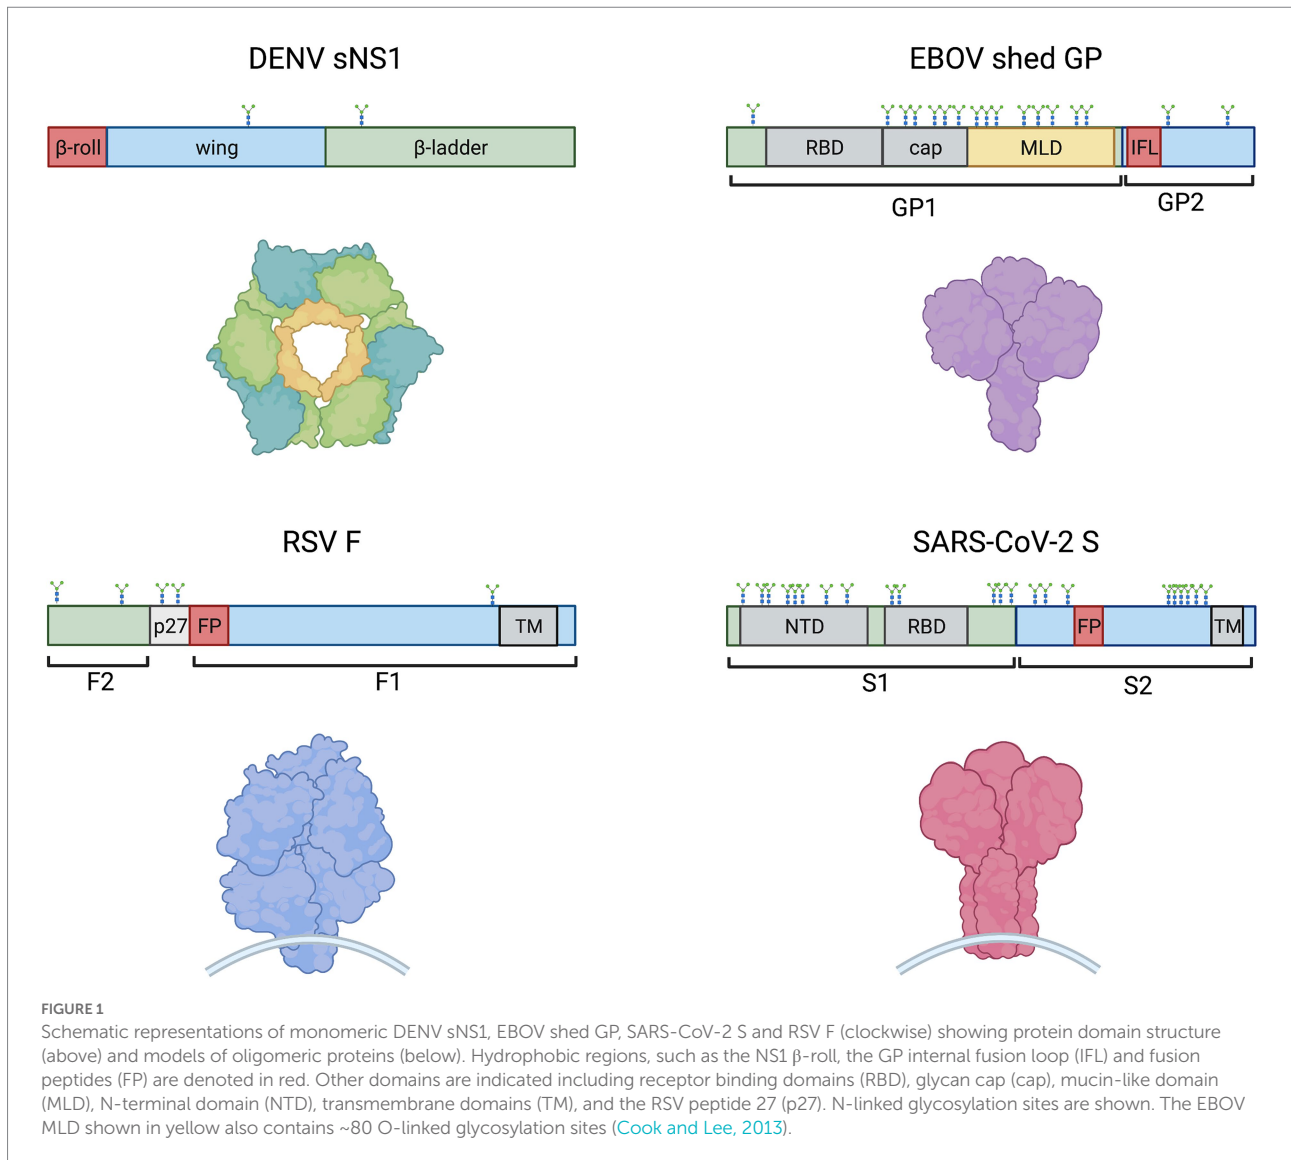 DENV sNS1
β-roll wing β-ladder
EBOV shed GP
RBD cap MLD IFL
GP1 GP2
RSV F
p27 FP TM
F2 F1
SARS-CoV-2 S
NTD RBD FP TM
S1 S2
FIGURE 1
Schematic representations of monomeric DENV sNS1, EBOV shed GP, SARS-CoV-2 S and RSV F (clockwise) showing protein domain structure
(above) and models of oligomeric proteins (below). Hydrophobic regions, such as the NS1 β-roll, the GP internal fusion loop (IFL) and fusion
peptides (FP) are denoted in red. Other domains are indicated including receptor binding domains (RBD), glycan cap (cap), mucin-like domain
(MLD), N-terminal domain (NTD), transmembrane domains (TM), and the RSV peptide 27 (p27). N-linked glycosylation sites are shown. The EBOV
MLD shown in yellow also contains ~80 O-linked glycosylation sites (Cook and Lee, 2013).